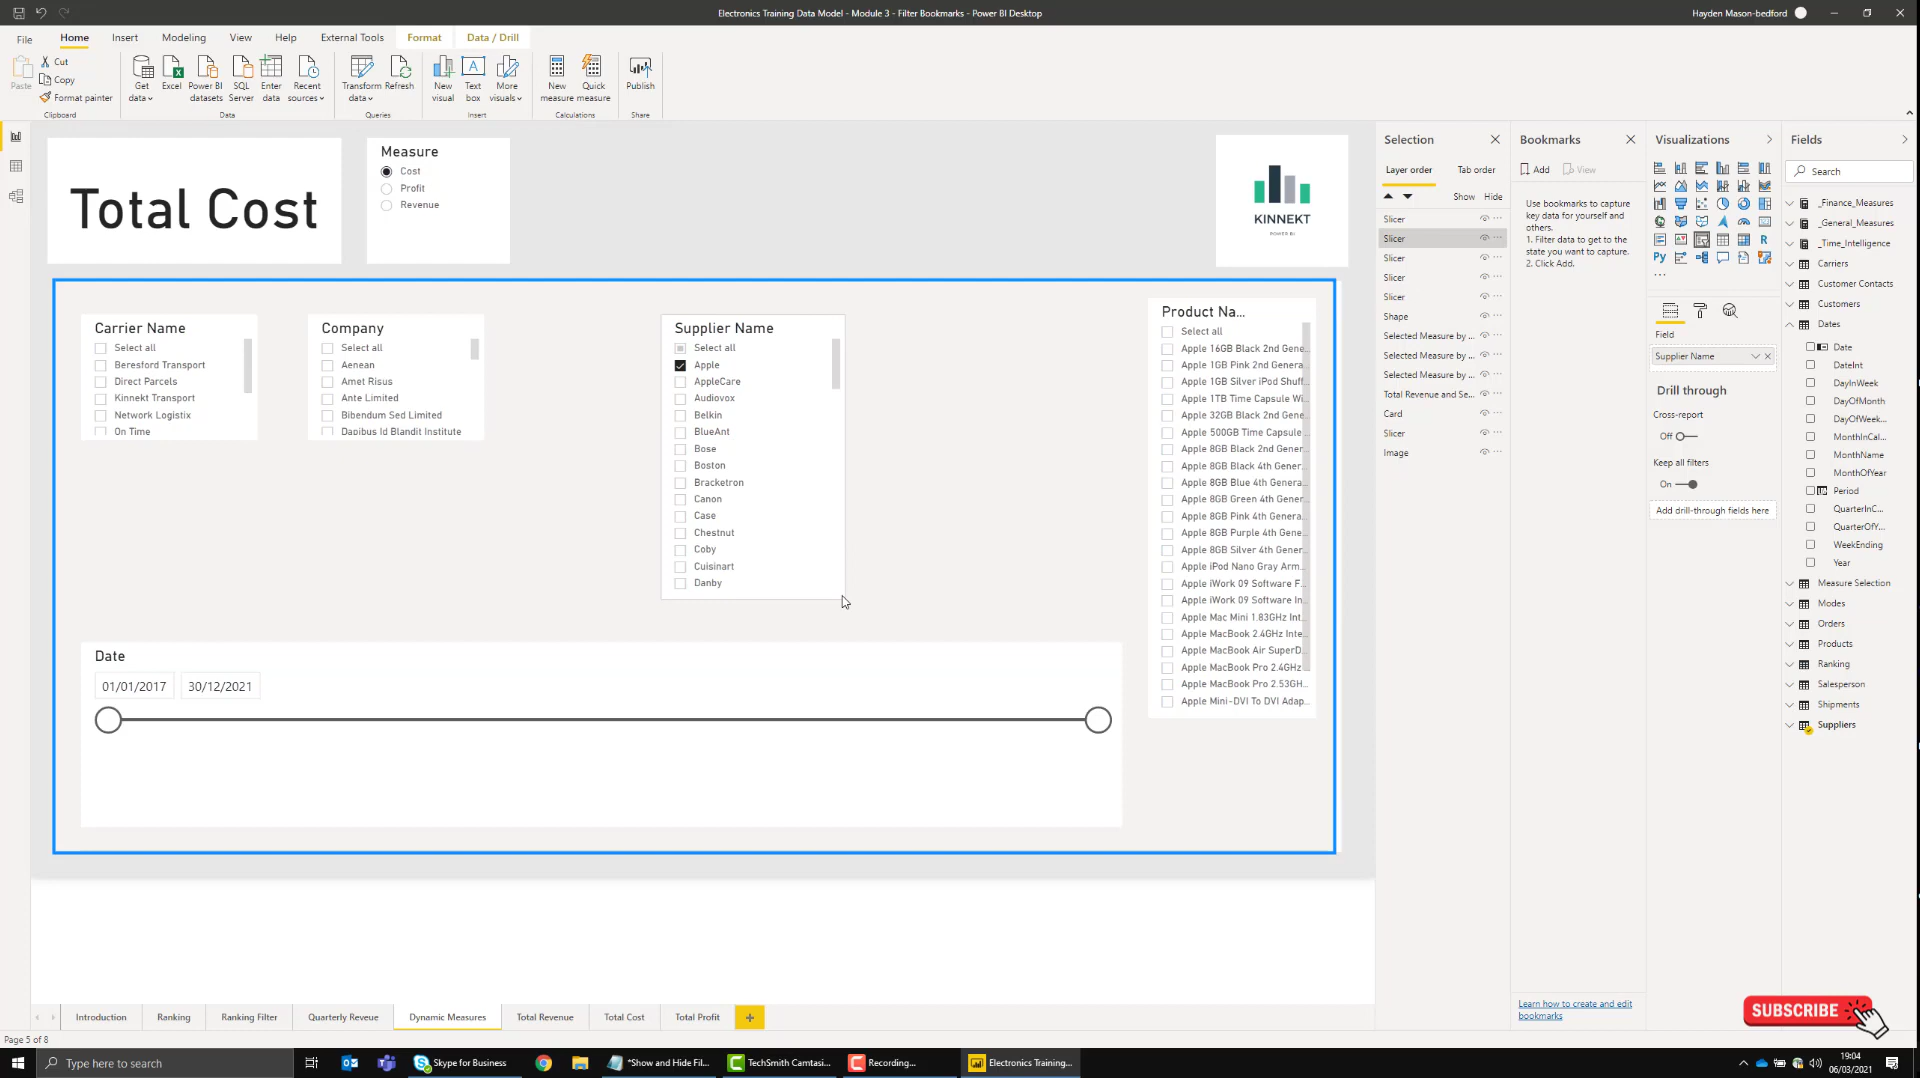 Electronics Training Data Model - Module 3 - Filter Bookmarks - Power BI Desktop
Hayden Mason-bedford
File
Home
Insert
Modeling
View
Help
External Tools
Format
Data / Drill
Paste
Cut
Copy
Format painter
Clipboard
Get data
Excel
Power BI datasets
SQL Server
Enter data
Recent sources
Data
Transform data
Refresh
Queries
New visual
Text box
More visuals
Insert
New measure
Quick measure
Calculations
Publish
Share
Total Cost
Measure
Cost
Profit
Revenue
KINNEKT
POWER BI
Carrier Name
Select all
Beresford Transport
Direct Parcels
Kinnekt Transport
Network Logistix
On Time
Company
Select all
Aenean
Amet Risus
Ante Limited
Bibendum Sed Limited
Dapibus Id Blandit Institute
Supplier Name
Select all
Apple
AppleCare
Audiovox
Belkin
BlueAnt
Bose
Boston
Bracketron
Canon
Case
Chestnut
Coby
Cuisinart
Danby
Product Na...
Select all
Apple 16GB Black 2nd Gene...
Apple 1GB Pink 2nd Genera...
Apple 1GB Silver iPod Shuff...
Apple 1TB Time Capsule Wi...
Apple 32GB Black 2nd Gene...
Apple 500GB Time Capsule...
Apple 8GB Black 2nd Gener...
Apple 8GB Black 4th Gener...
Apple 8GB Blue 4th Genera...
Apple 8GB Green 4th Gener...
Apple 8GB Pink 4th Genera...
Apple 8GB Purple 4th Gene...
Apple 8GB Silver 4th Gener...
Apple iPod Nano Gray Arm...
Apple iWork 09 Software F...
Apple iWork 09 Software In...
Apple Mac Mini 1.83GHz Int...
Apple MacBook 2.4GHz Inte...
Apple MacBook Air SuperD...
Apple MacBook Pro 2.4GHz...
Apple MacBook Pro 2.53GH...
Apple Mini-DVI To DVI Adap...
Date
01/01/2017
30/12/2021
Selection
Layer order
Tab order
Show
Hide
Slicer
Slicer
Slicer
Slicer
Slicer
Shape
Selected Measure by ...
Selected Measure by ...
Selected Measure by ...
Total Revenue and Se...
Card
Slicer
Image
Bookmarks
Add
View
Use bookmarks to capture
key data for yourself and
others.
1. Filter data to get to the
state you want to capture.
2. Click Add.
Learn how to create and edit
bookmarks
Visualizations
R
Py
Field
Supplier Name
Drill through
Cross-report
Off
Keep all filters
On
Add drill-through fields here
Fields
Search
_Finance_Measures
_General_Measures
_Time_Intelligence
Carriers
Customer Contacts
Customers
Dates
Date
DateInt
DayInWeek
DayOfMonth
DayOfWeek...
MonthInCal...
MonthName
MonthOfYear
Period
QuarterInC...
QuarterOfY...
WeekEnding
Year
Measure Selection
Modes
Orders
Products
Ranking
Salesperson
Shipments
Suppliers
SUBSCRIBE
Introduction
Ranking
Ranking Filter
Quarterly Reveue
Dynamic Measures
Total Revenue
Total Cost
Total Profit
Page 5 of 8
Type here to search
Skype for Business
*Show and Hide Fil...
TechSmith Camtasi...
Recording...
Electronics Training...
19:04
06/03/2021